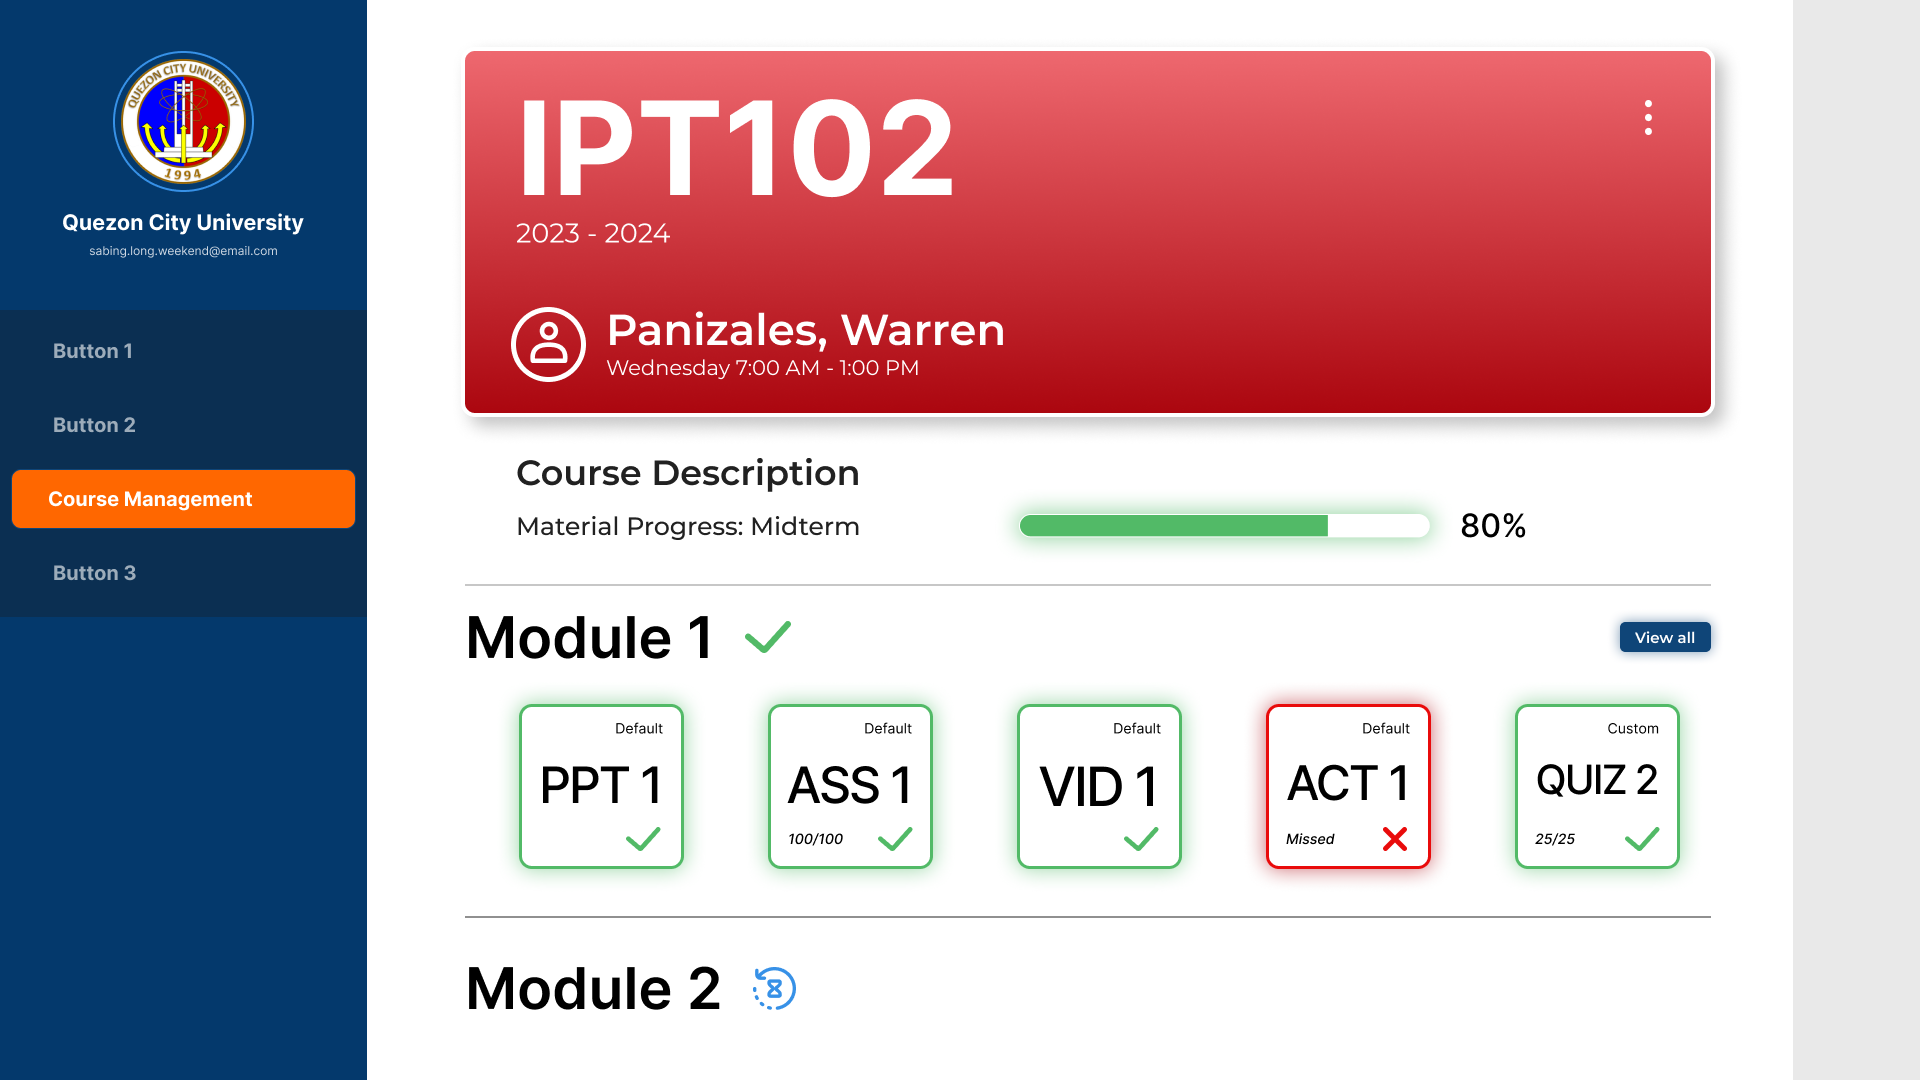 QUEZON CITY UNIVERSITY
1994
Quezon City University
sabing.long.weekend@email.com
Button 1
Button 2
Course Management
Button 3
IPT102
2023 - 2024
Panizales, Warren
Wednesday 7:00 AM - 1:00 PM
Course Description
Material Progress: Midterm
80%
Module 1
View all
Default
PPT 1
Default
ASS 1
100/100
Default
VID 1
Default
ACT 1
Missed
Custom
QUIZ 2
25/25
Module 2